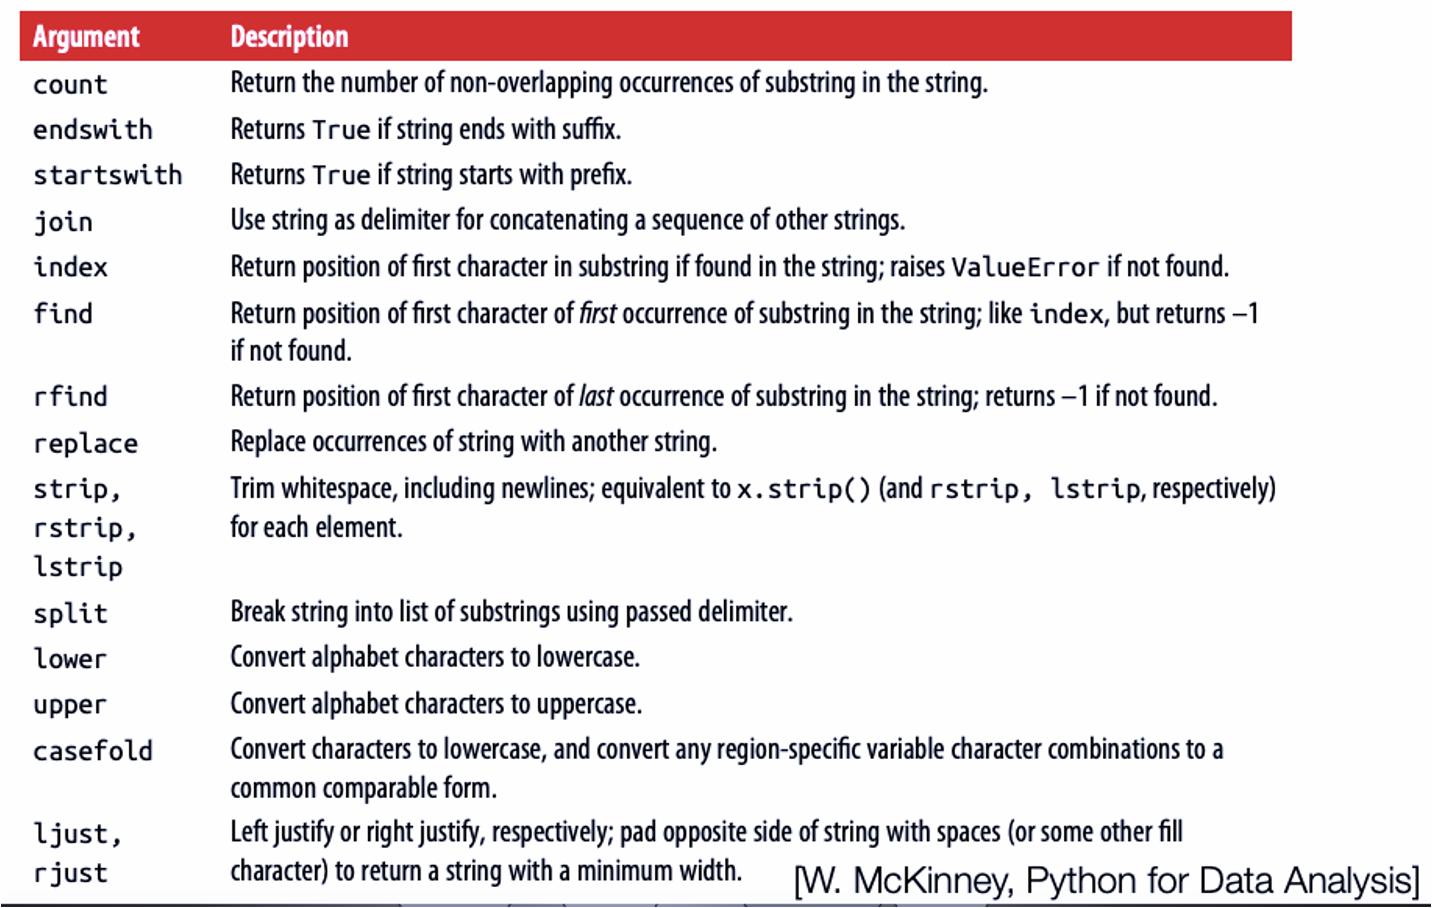 Argument Description
count Return the number of non-overlapping occurrences of substring in the string.
endswith Returns True if string ends with suffix.
startswith Returns True if string starts with prefix.
join Use string as delimiter for concatenating a sequence of other strings.
index Return position of first character in substring if found in the string; raises ValueError if not found.
find Return position of first character of first occurrence of substring in the string; like index, but returns –1
if not found.
rfind Return position of first character of last occurrence of substring in the string; returns –1 if not found.
replace Replace occurrences of string with another string.
strip, Trim whitespace, including newlines; equivalent to x.strip() (and rstrip, lstrip, respectively)
rstrip, for each element.
lstrip
split Break string into list of substrings using passed delimiter.
lower Convert alphabet characters to lowercase.
upper Convert alphabet characters to uppercase.
casefold Convert characters to lowercase, and convert any region-specific variable character combinations to a
common comparable form.
ljust, Left justify or right justify, respectively; pad opposite side of string with spaces (or some other fill
rjust character) to return a string with a minimum width.
[W. McKinney, Python for Data Analysis]